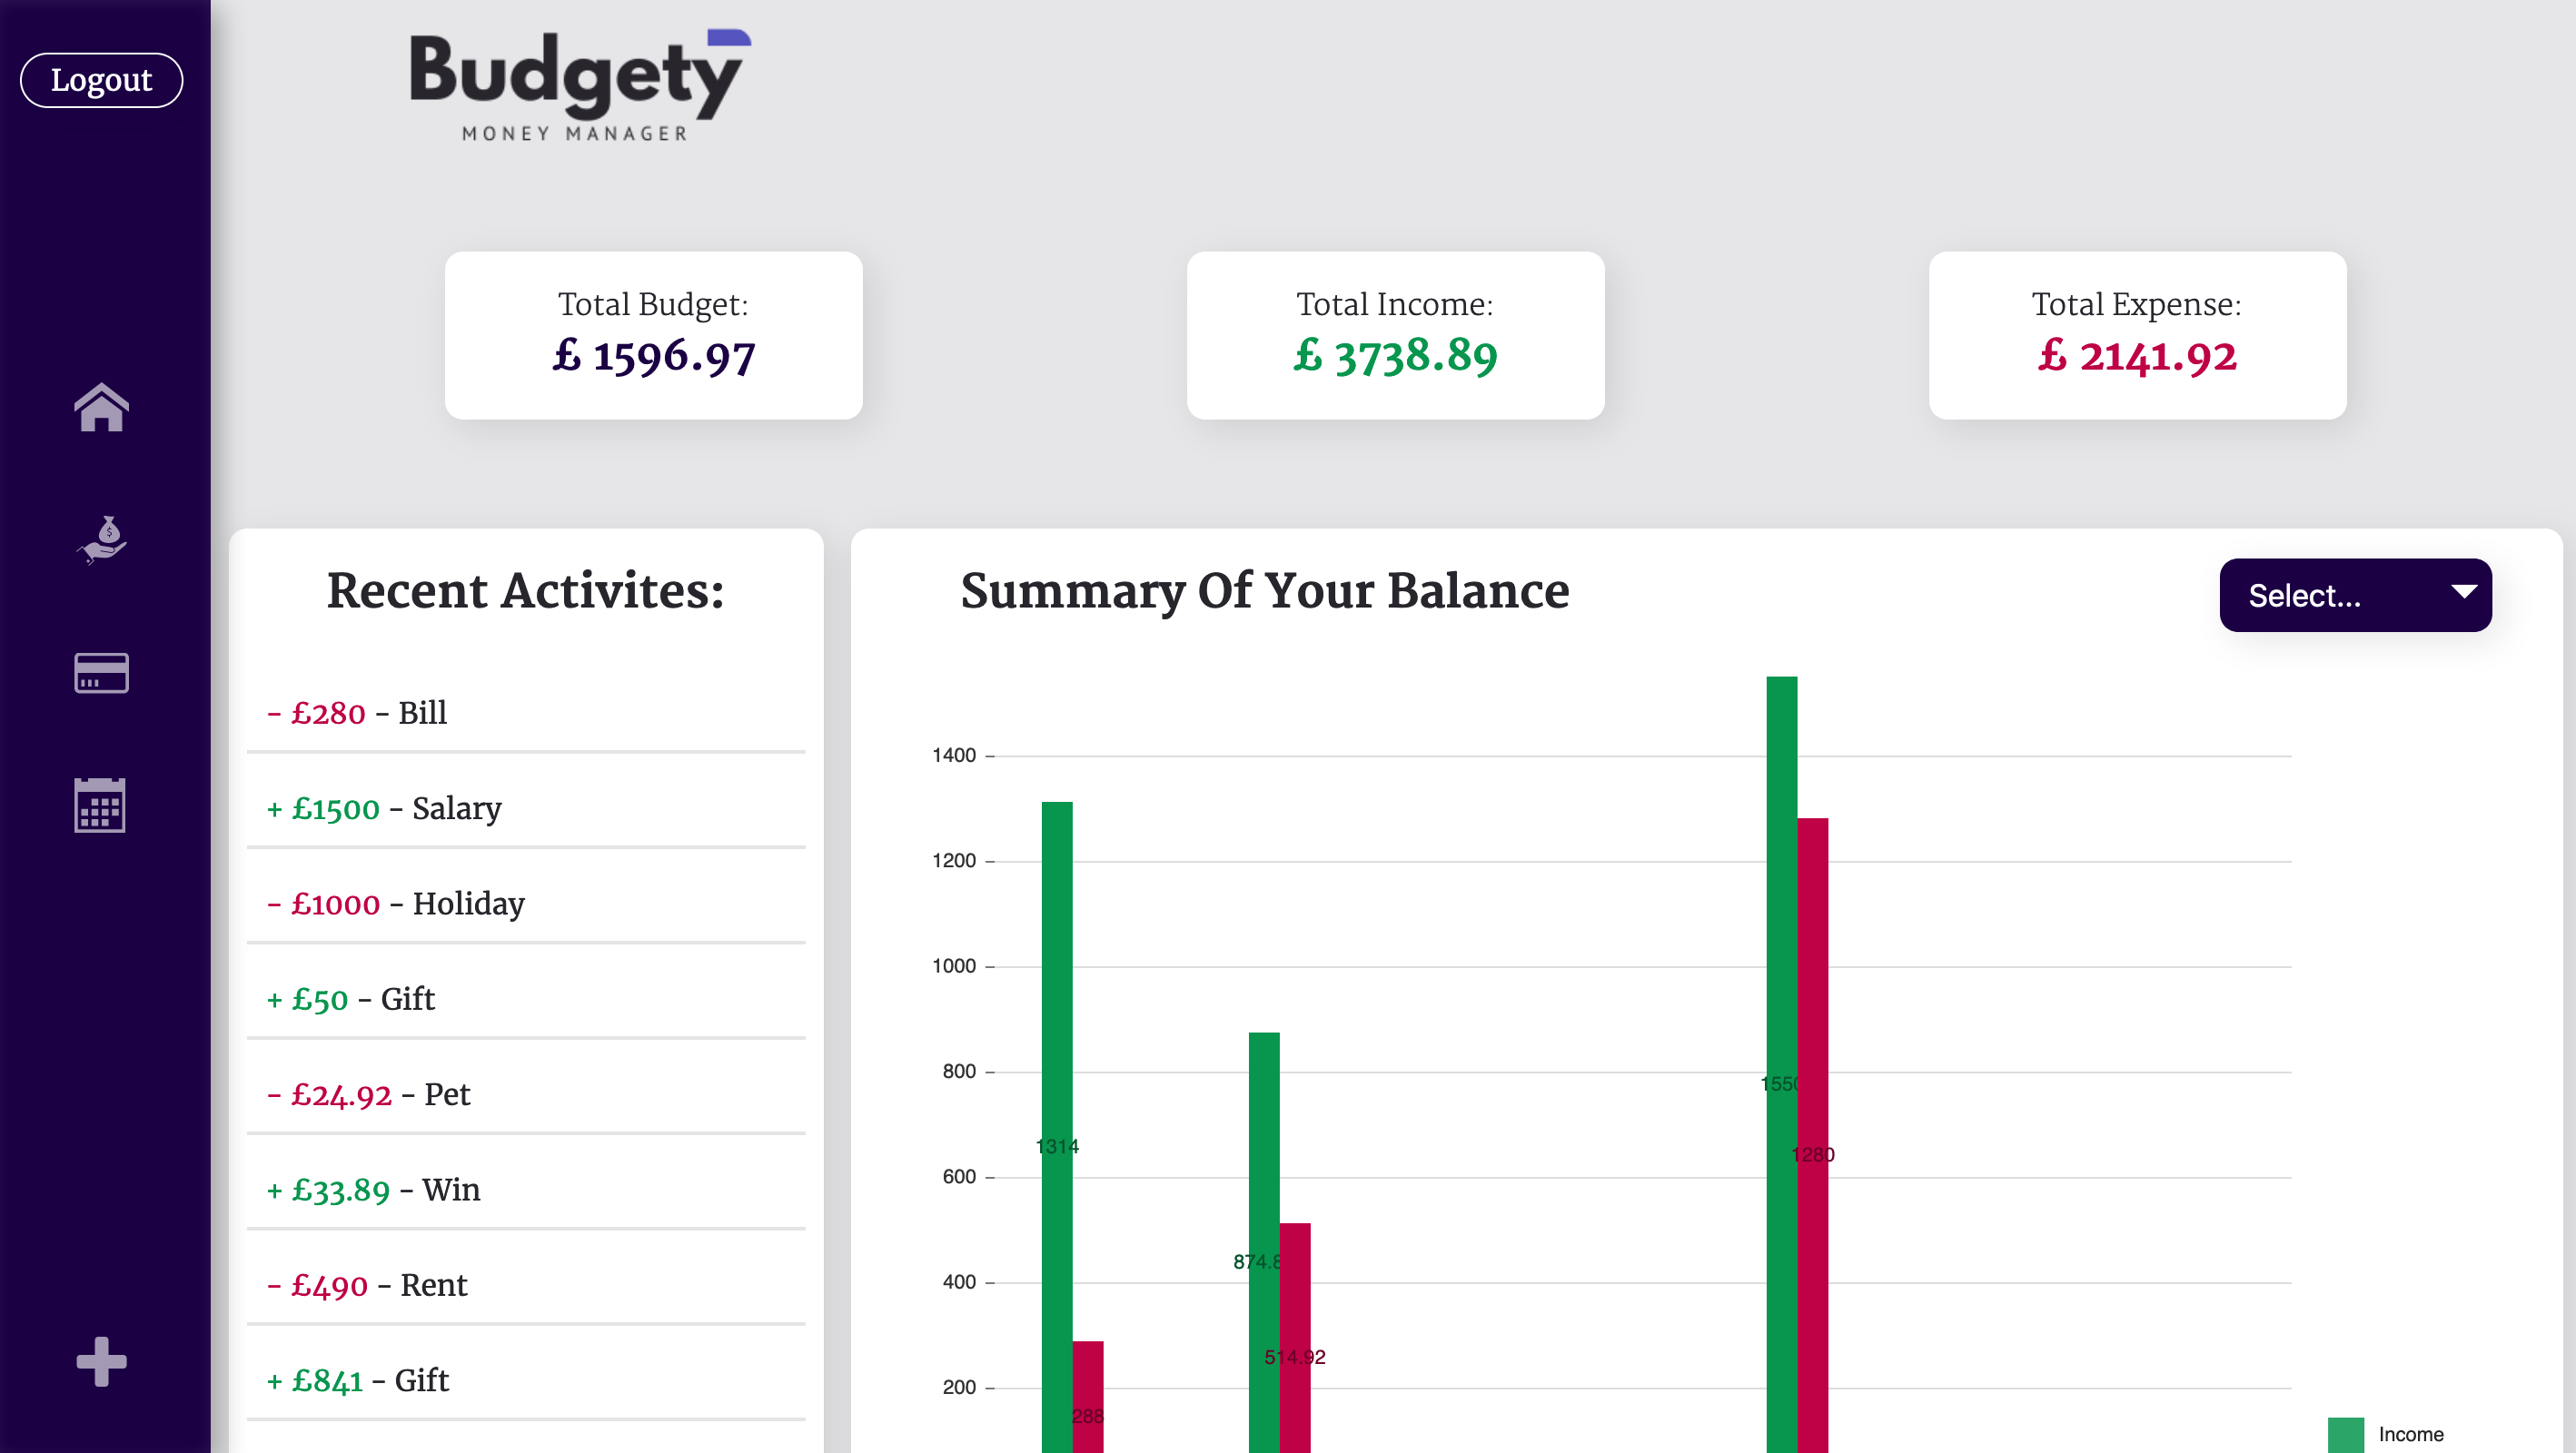 Logout
Budgety
MONEY MANAGER
Total Budget:
£ 1596.97
Total Income:
£ 3738.89
Total Expense:
£ 2141.92
Recent Activites:
- £280 - Bill
+ £1500 - Salary
- £1000 - Holiday
+ £50 - Gift
- £24.92 - Pet
+ £33.89 - Win
- £490 - Rent
+ £841 - Gift
Summary Of Your Balance
Select...
1400
1200
1000
800
600
400
200
1314
288
514.92
1550
1280
Income